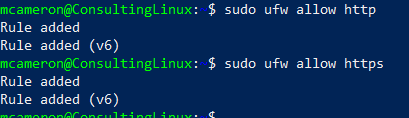 mcameron@ConsultingLinux:~$ sudo ufw allow http
Rule added
Rule added (v6)
mcameron@ConsultingLinux:~$ sudo ufw allow https
Rule added
Rule added (v6)
mcameron@ConsultingLinux:~$